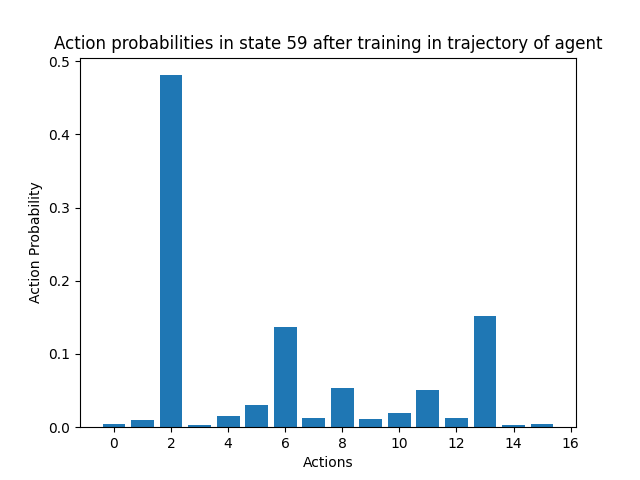 Action probabilities in state 59 after training in trajectory of agent
0.5
0.4
0.3
0.2
0.1
0.0
Action Probability
0 2 4 6 8 10 12 14 16
Actions